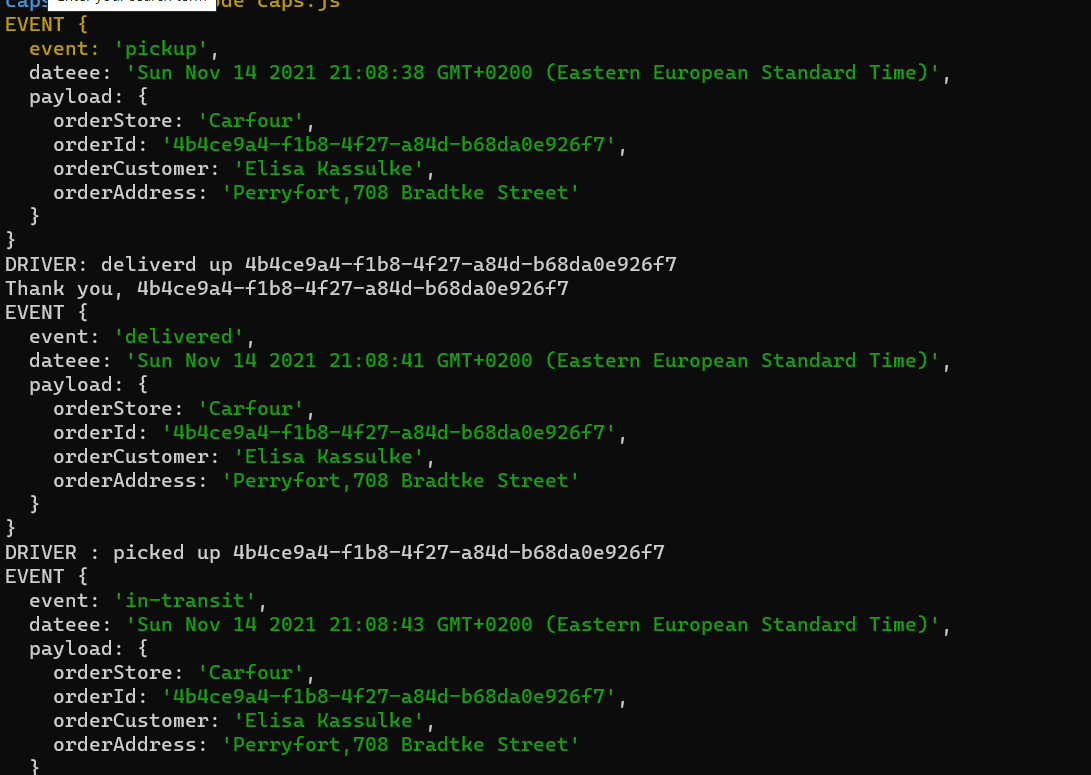 caps.js
EVENT {
  event: 'pickup',
  dateee: 'Sun Nov 14 2021 21:08:38 GMT+0200 (Eastern European Standard Time)',
  payload: {
    orderStore: 'Carfour',
    orderId: '4b4ce9a4-f1b8-4f27-a84d-b68da0e926f7',
    orderCustomer: 'Elisa Kassulke',
    orderAddress: 'Perryfort,708 Bradtke Street'
  }
}
DRIVER: deliverd up 4b4ce9a4-f1b8-4f27-a84d-b68da0e926f7
Thank you, 4b4ce9a4-f1b8-4f27-a84d-b68da0e926f7
EVENT {
  event: 'delivered',
  dateee: 'Sun Nov 14 2021 21:08:41 GMT+0200 (Eastern European Standard Time)',
  payload: {
    orderStore: 'Carfour',
    orderId: '4b4ce9a4-f1b8-4f27-a84d-b68da0e926f7',
    orderCustomer: 'Elisa Kassulke',
    orderAddress: 'Perryfort,708 Bradtke Street'
  }
}
DRIVER : picked up 4b4ce9a4-f1b8-4f27-a84d-b68da0e926f7
EVENT {
  event: 'in-transit',
  dateee: 'Sun Nov 14 2021 21:08:43 GMT+0200 (Eastern European Standard Time)',
  payload: {
    orderStore: 'Carfour',
    orderId: '4b4ce9a4-f1b8-4f27-a84d-b68da0e926f7',
    orderCustomer: 'Elisa Kassulke',
    orderAddress: 'Perryfort,708 Bradtke Street'
  }